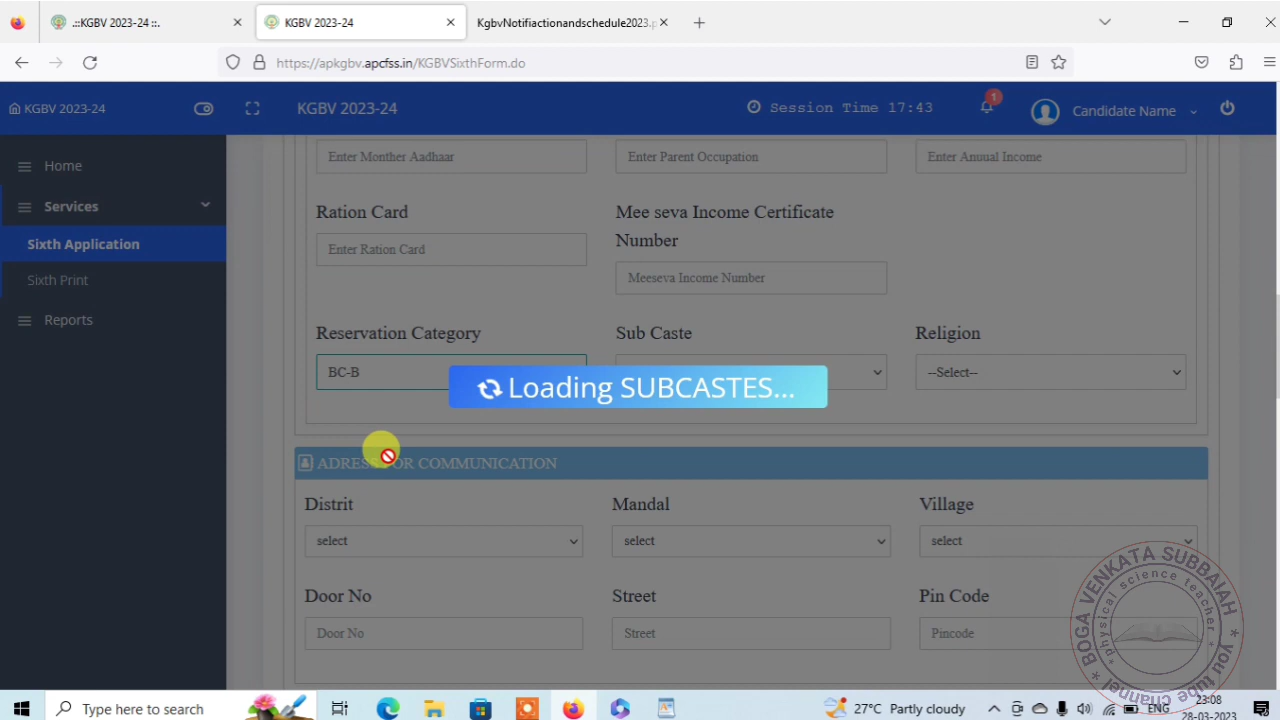 .::KGBV 2023-24 ::.
KGBV 2023-24
KgbvNotifiactionandschedule2023.p
https://apkgbv.apcfss.in/KGBVSixthForm.do
KGBV 2023-24
KGBV 2023-24
Session Time 17:43
1
Candidate Name
Home
Services
Sixth Application
Sixth Print
Reports
Enter Monther Aadhaar
Enter Parent Occupation
Enter Anuual Income
Ration Card
Mee seva Income Certificate
Number
Enter Ration Card
Meeseva Income Number
Reservation Category
Sub Caste
Religion
BC-B
--Select--
Loading SUBCASTES...
ADRESS FOR COMMUNICATION
Distrit
Mandal
Village
select
select
select
Door No
Street
Pin Code
Door No
Street
Pincode
BOGA VENKATA SUBBAIAH
physical science teacher
you tube channel
Type here to search
27°C Partly cloudy
ENG
23:08
28-03-2023